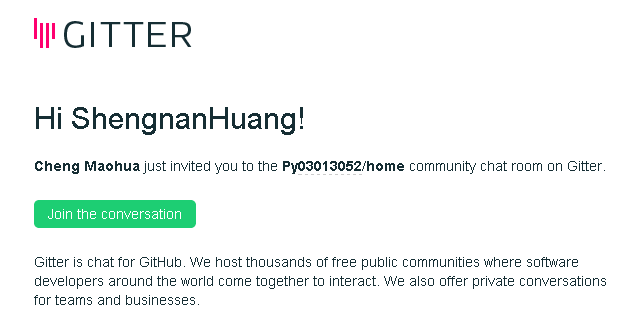 GITTER
Hi ShengnanHuang!
Cheng Maohua just invited you to the Py03013052/home community chat room on Gitter.
Join the conversation
Gitter is chat for GitHub. We host thousands of free public communities where software
developers around the world come together to interact. We also offer private conversations
for teams and businesses.